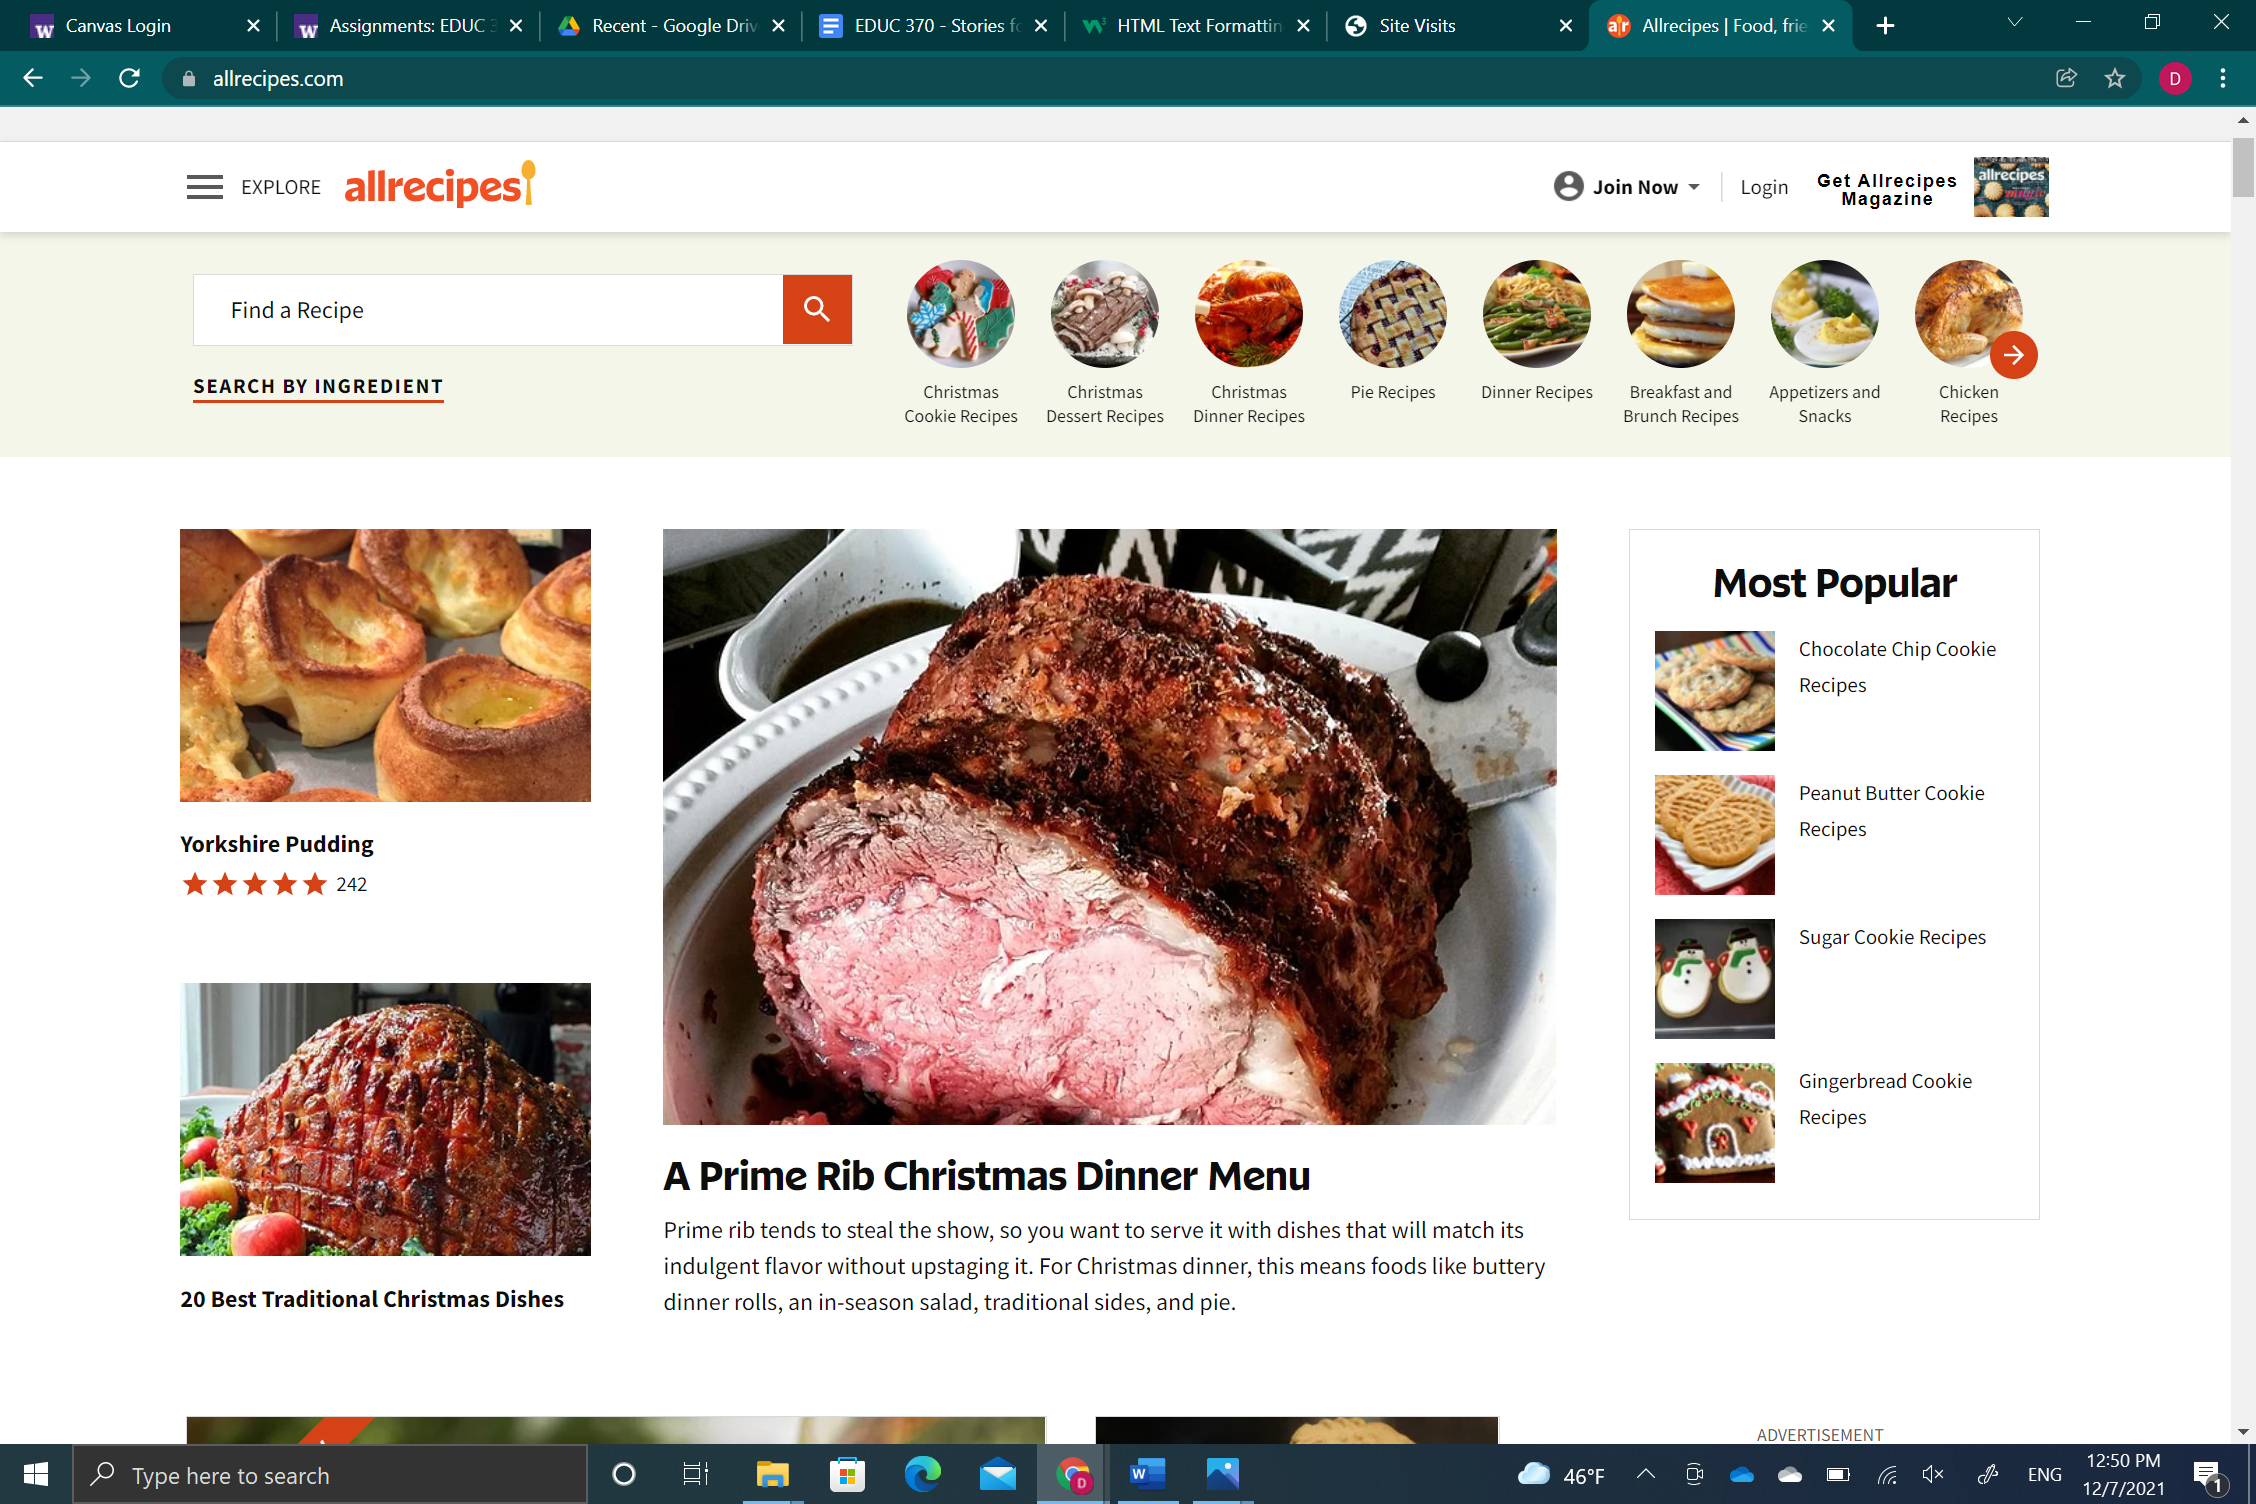 Canvas Login
Assignments: EDUC 3
Recent - Google Driv
EDUC 370 - Stories fo
HTML Text Formattin
Site Visits
Allrecipes | Food, frie
allrecipes.com
D
EXPLORE
allrecipes
Join Now
Login
Get Allrecipes
Magazine
allrecipes
Find a Recipe
SEARCH BY INGREDIENT
Christmas
Cookie Recipes
Christmas
Dessert Recipes
Christmas
Dinner Recipes
Pie Recipes
Dinner Recipes
Breakfast and
Brunch Recipes
Appetizers and
Snacks
Chicken
Recipes
Yorkshire Pudding
242
20 Best Traditional Christmas Dishes
A Prime Rib Christmas Dinner Menu
Prime rib tends to steal the show, so you want to serve it with dishes that will match its
indulgent flavor without upstaging it. For Christmas dinner, this means foods like buttery
dinner rolls, an in-season salad, traditional sides, and pie.
Most Popular
Chocolate Chip Cookie
Recipes
Peanut Butter Cookie
Recipes
Sugar Cookie Recipes
Gingerbread Cookie
Recipes
ADVERTISEMENT
Type here to search
46°F
ENG
12:50 PM
12/7/2021
1